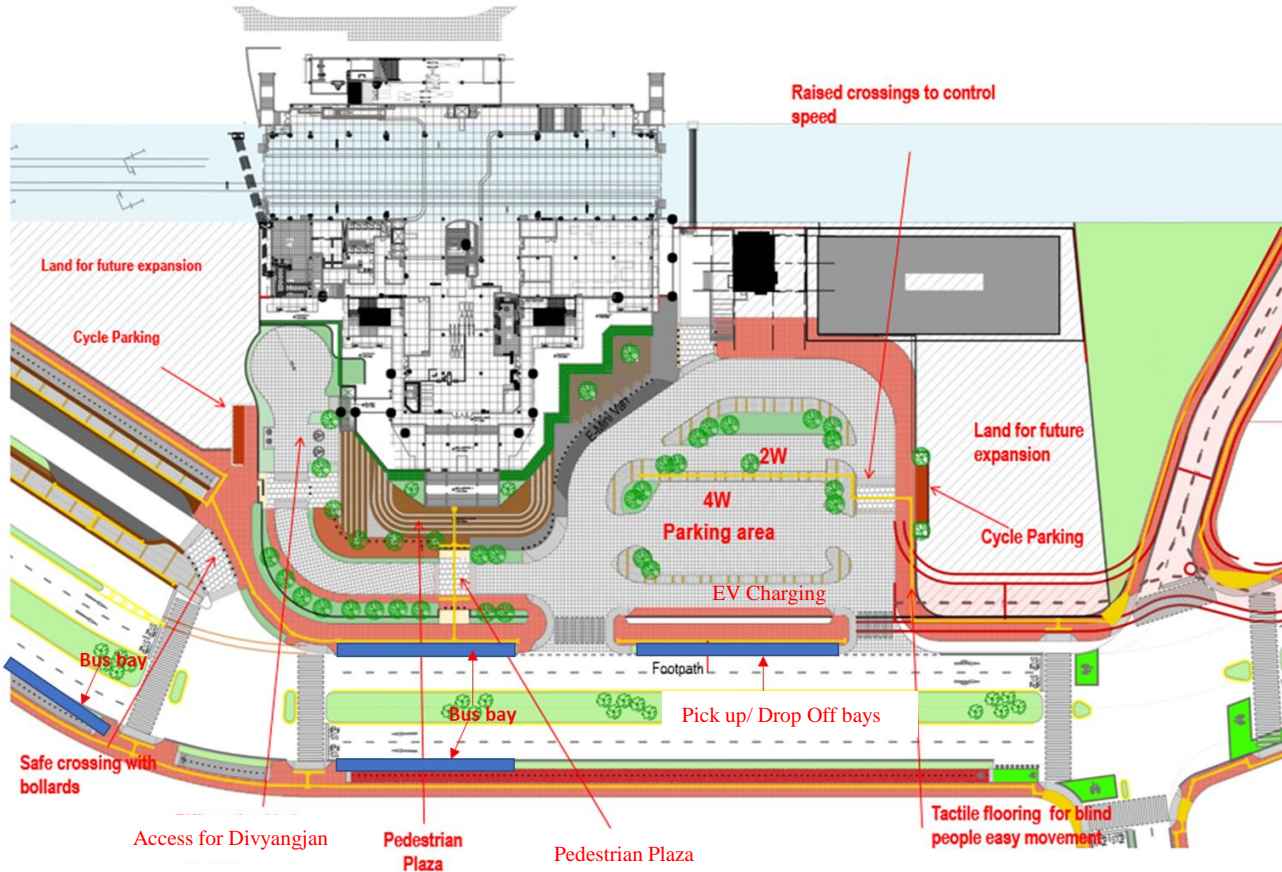 Raised crossings to control
speed
Land for future expansion
Cycle Parking
E-Mini Van
2W
4W
Parking area
Land for future
expansion
Cycle Parking
EV Charging
Bus bay
Footpath
Bus bay
Pick up/ Drop Off bays
Safe crossing with
bollards
Access for Divyangjan
Pedestrian
Plaza
Pedestrian Plaza
Tactile flooring for blind
people easy movement